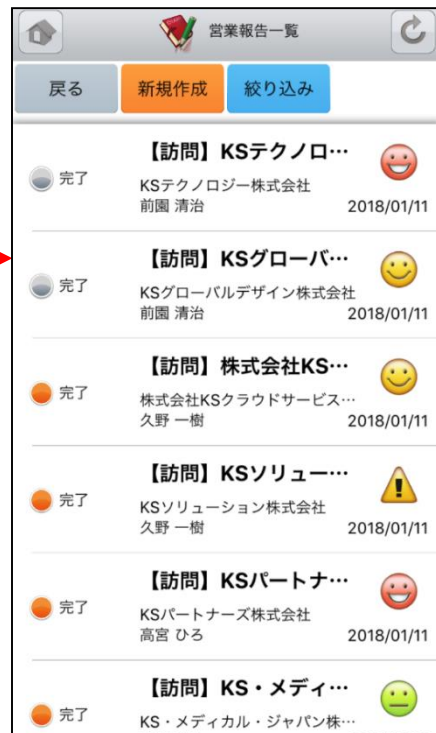 営業報告一覧
戻る
新規作成
絞り込み
【訪問】KSテクノロ…
完了
KSテクノロジー株式会社
前園 清治
2018/01/11
【訪問】KSグローバ…
完了
KSグローバルデザイン株式会社
前園 清治
2018/01/11
【訪問】株式会社KS…
完了
株式会社KSクラウドサービス…
久野 一樹
2018/01/11
【訪問】KSソリュー…
完了
KSソリューション株式会社
久野 一樹
2018/01/11
【訪問】KSパートナ…
完了
KSパートナーズ株式会社
高宮 ひろ
2018/01/11
【訪問】KS・メディ…
完了
KS・メディカル・ジャパン株…